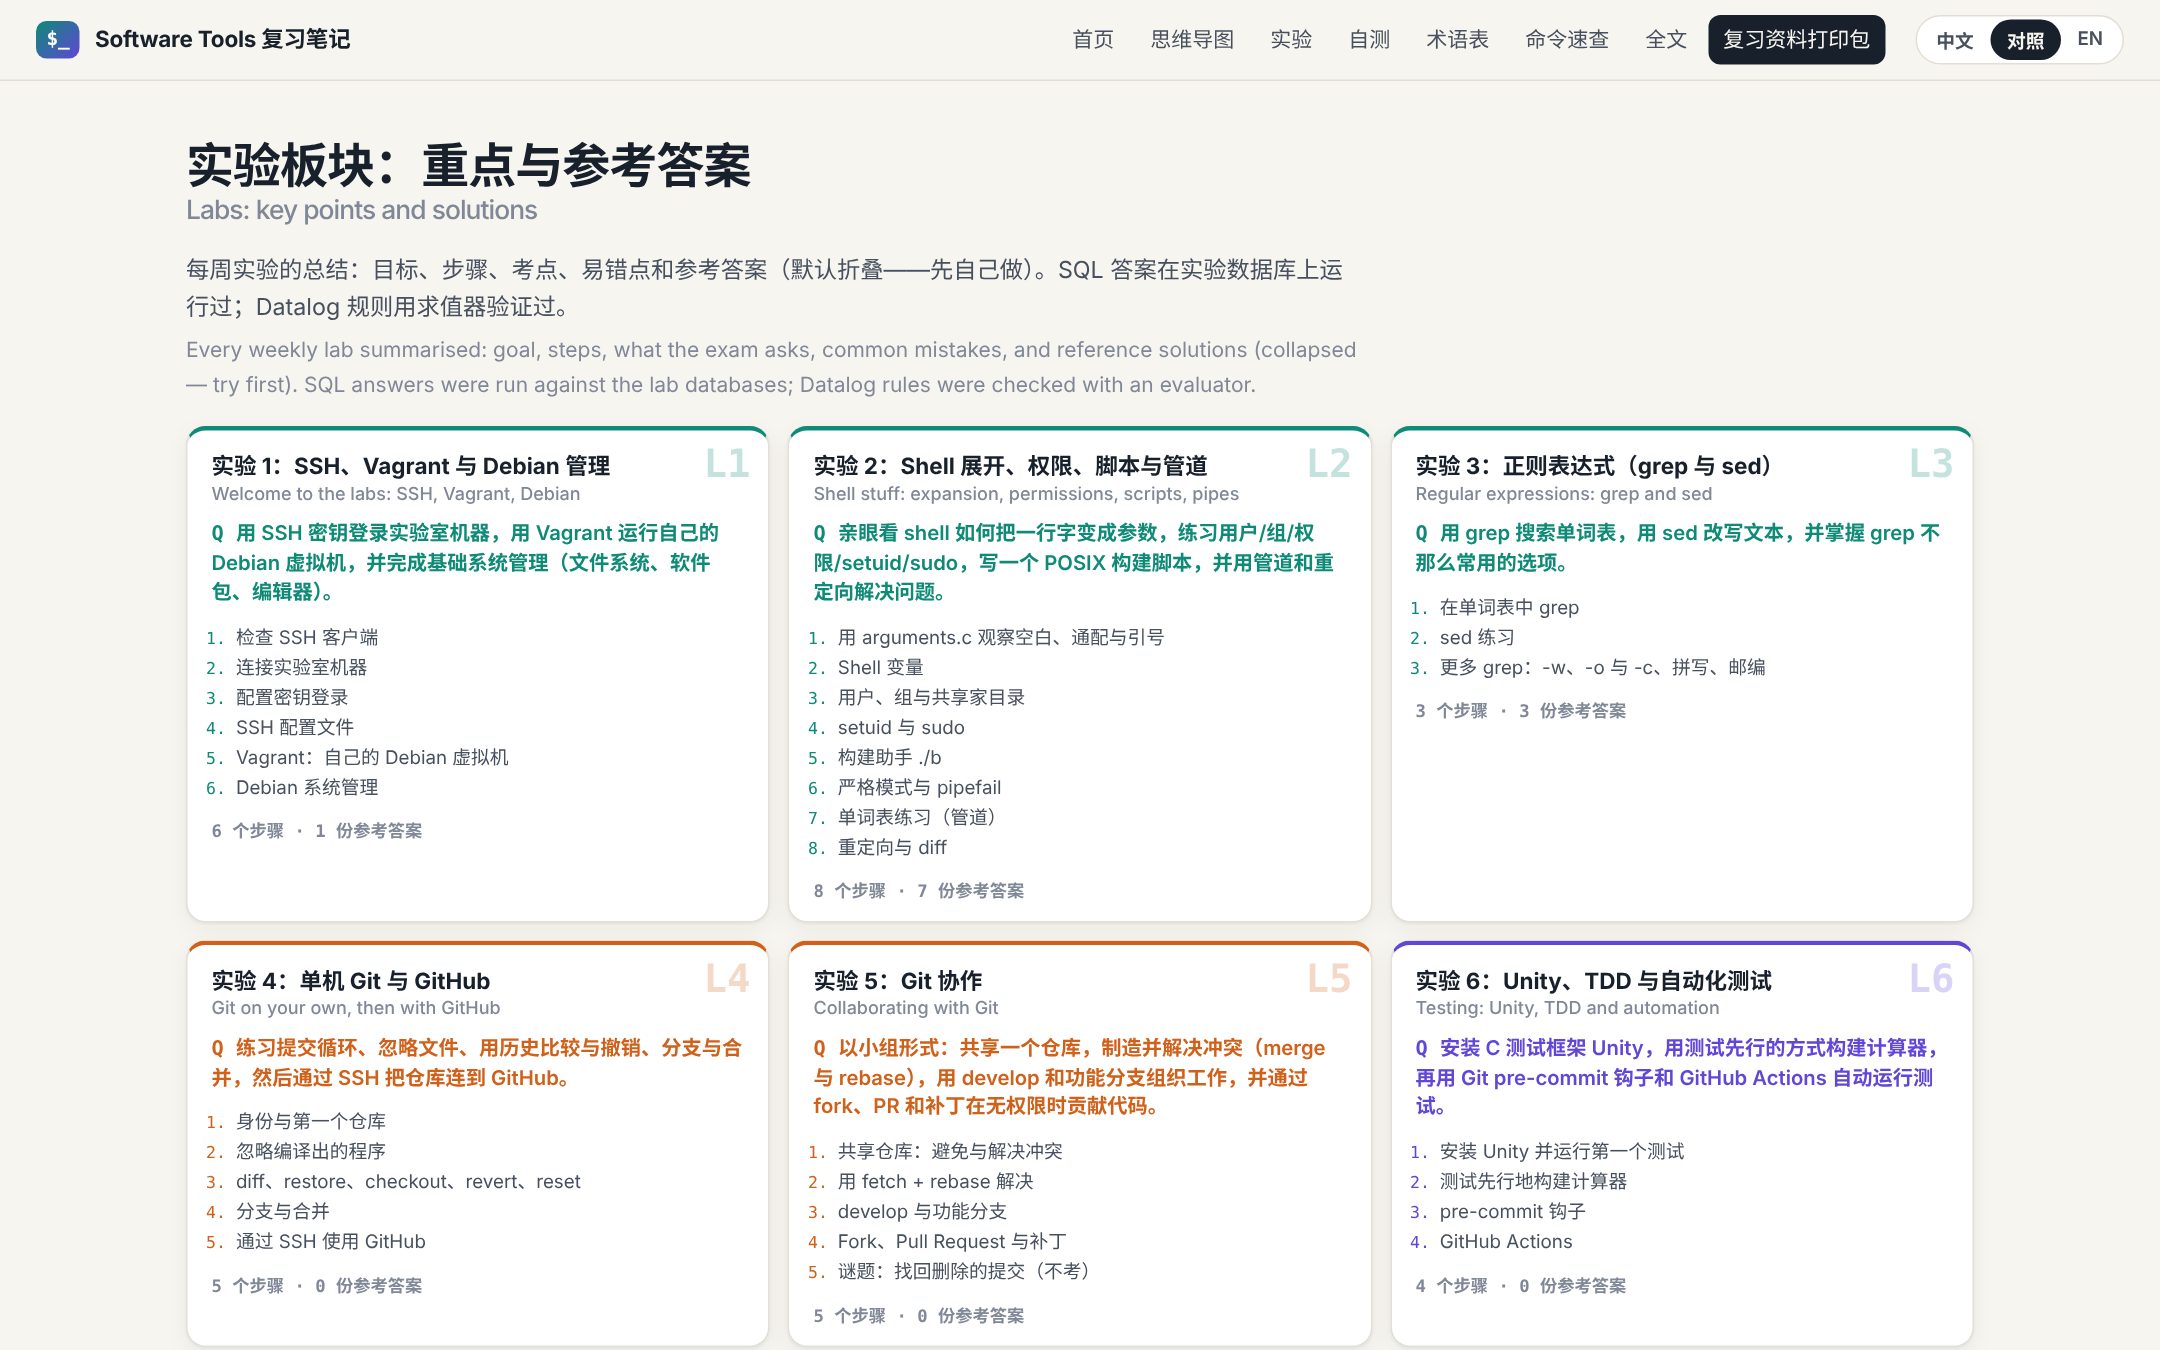 $_ Software Tools 复习笔记
首页 思维导图 实验 自测 术语表 命令速查 全文 复习资料打印包 中文 对照 EN
实验板块：重点与参考答案
Labs: key points and solutions
每周实验的总结：目标、步骤、考点、易错点和参考答案（默认折叠——先自己做）。SQL 答案在实验数据库上运
行过；Datalog 规则用求值器验证过。
Every weekly lab summarised: goal, steps, what the exam asks, common mistakes, and reference solutions (collapsed
— try first). SQL answers were run against the lab databases; Datalog rules were checked with an evaluator.
实验 1：SSH、Vagrant 与 Debian 管理 L1
Welcome to the labs: SSH, Vagrant, Debian
Q 用 SSH 密钥登录实验室机器，用 Vagrant 运行自己的
Debian 虚拟机，并完成基础系统管理（文件系统、软件
包、编辑器）。
1. 检查 SSH 客户端
2. 连接实验室机器
3. 配置密钥登录
4. SSH 配置文件
5. Vagrant：自己的 Debian 虚拟机
6. Debian 系统管理
6 个步骤 · 1 份参考答案
实验 2：Shell 展开、权限、脚本与管道 L2
Shell stuff: expansion, permissions, scripts, pipes
Q 亲眼看 shell 如何把一行字变成参数，练习用户/组/权
限/setuid/sudo，写一个 POSIX 构建脚本，并用管道和重
定向解决问题。
1. 用 arguments.c 观察空白、通配与引号
2. Shell 变量
3. 用户、组与共享家目录
4. setuid 与 sudo
5. 构建助手 ./b
6. 严格模式与 pipefail
7. 单词表练习（管道）
8. 重定向与 diff
8 个步骤 · 7 份参考答案
实验 3：正则表达式（grep 与 sed） L3
Regular expressions: grep and sed
Q 用 grep 搜索单词表，用 sed 改写文本，并掌握 grep 不
那么常用的选项。
1. 在单词表中 grep
2. sed 练习
3. 更多 grep：-w、-o 与 -c、拼写、邮编
3 个步骤 · 3 份参考答案
实验 4：单机 Git 与 GitHub L4
Git on your own, then with GitHub
Q 练习提交循环、忽略文件、用历史比较与撤销、分支与合
并，然后通过 SSH 把仓库连到 GitHub。
1. 身份与第一个仓库
2. 忽略编译出的程序
3. diff、restore、checkout、revert、reset
4. 分支与合并
5. 通过 SSH 使用 GitHub
5 个步骤 · 0 份参考答案
实验 5：Git 协作 L5
Collaborating with Git
Q 以小组形式：共享一个仓库，制造并解决冲突（merge
与 rebase），用 develop 和功能分支组织工作，并通过
fork、PR 和补丁在无权限时贡献代码。
1. 共享仓库：避免与解决冲突
2. 用 fetch + rebase 解决
3. develop 与功能分支
4. Fork、Pull Request 与补丁
5. 谜题：找回删除的提交（不考）
5 个步骤 · 0 份参考答案
实验 6：Unity、TDD 与自动化测试 L6
Testing: Unity, TDD and automation
Q 安装 C 测试框架 Unity，用测试先行的方式构建计算器，
再用 Git pre-commit 钩子和 GitHub Actions 自动运行测
试。
1. 安装 Unity 并运行第一个测试
2. 测试先行地构建计算器
3. pre-commit 钩子
4. GitHub Actions
4 个步骤 · 0 份参考答案